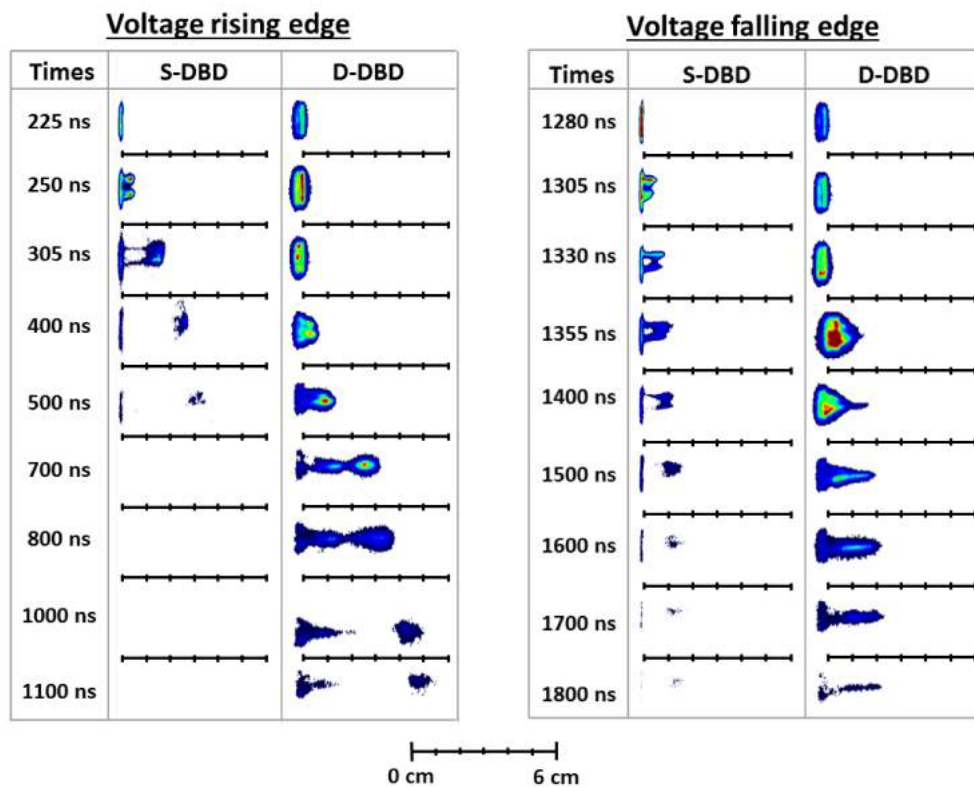 Voltage rising edge
Times S-DBD D-DBD
225 ns
250 ns
305 ns
400 ns
500 ns
700 ns
800 ns
1000 ns
1100 ns
Voltage falling edge
Times S-DBD D-DBD
1280 ns
1305 ns
1330 ns
1355 ns
1400 ns
1500 ns
1600 ns
1700 ns
1800 ns
0 cm 6 cm